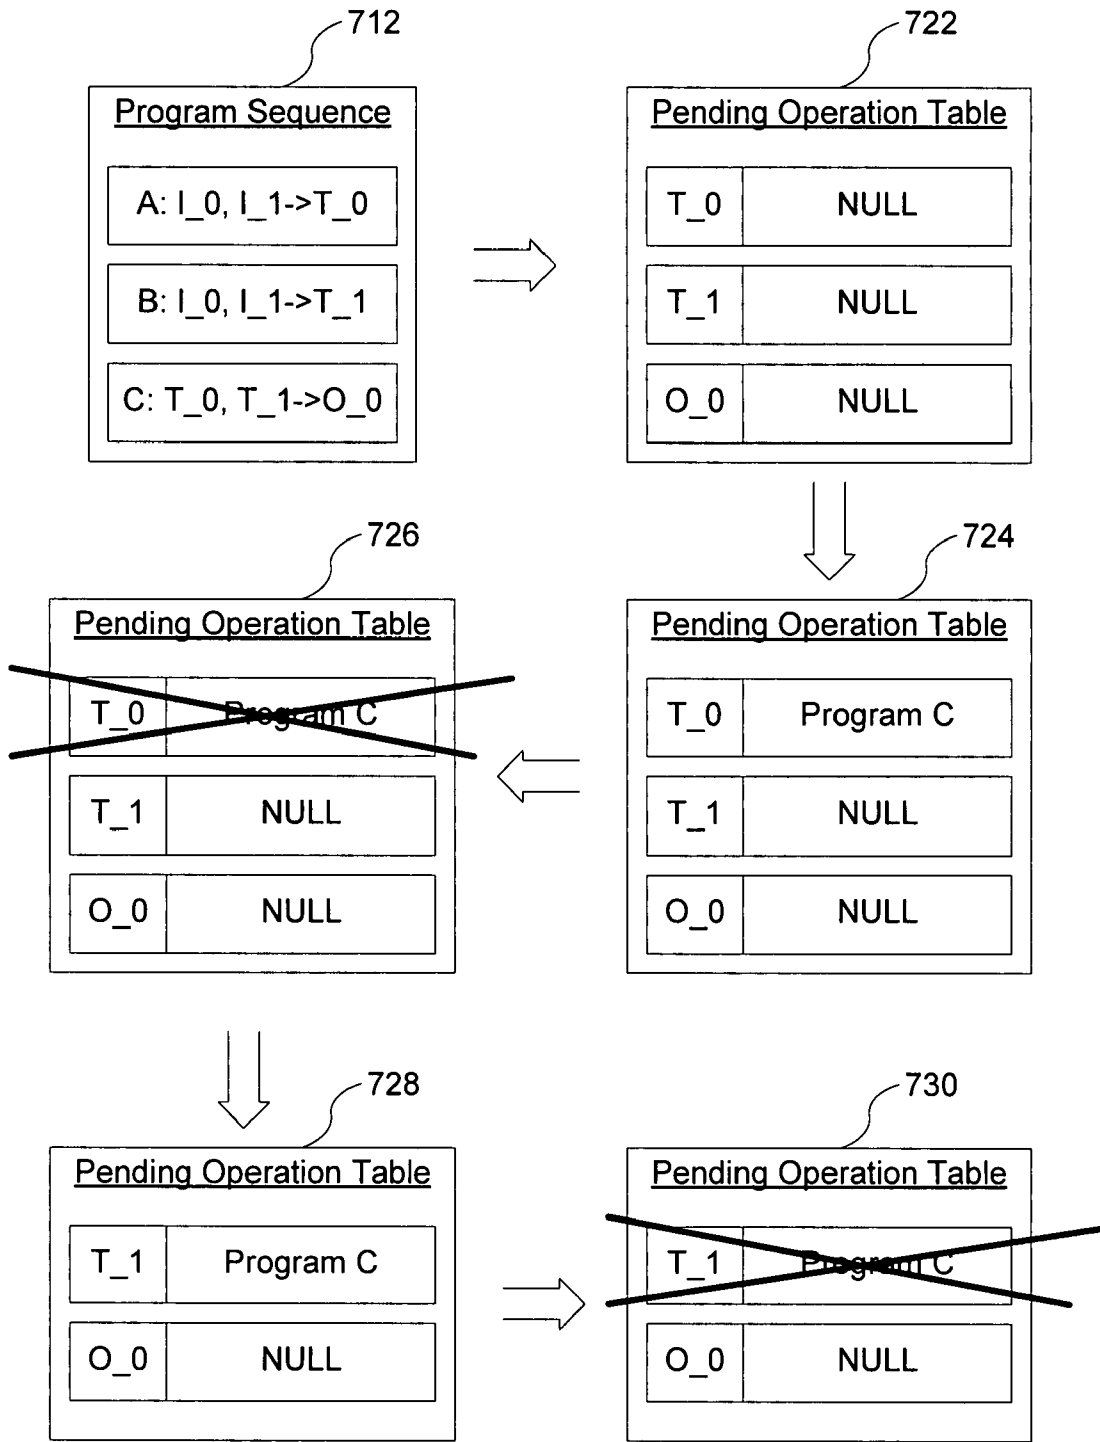 712
Program Sequence
A: I_0, I_1->T_0
B: I_0, I_1->T_1
C: T_0, T_1->O_0
722
Pending Operation Table
T_0 NULL
T_1 NULL
O_0 NULL
726
Pending Operation Table
T_0 Program C
T_1 NULL
O_0 NULL
724
Pending Operation Table
T_0 Program C
T_1 NULL
O_0 NULL
728
Pending Operation Table
T_1 Program C
O_0 NULL
730
Pending Operation Table
T_1 Program C
O_0 NULL